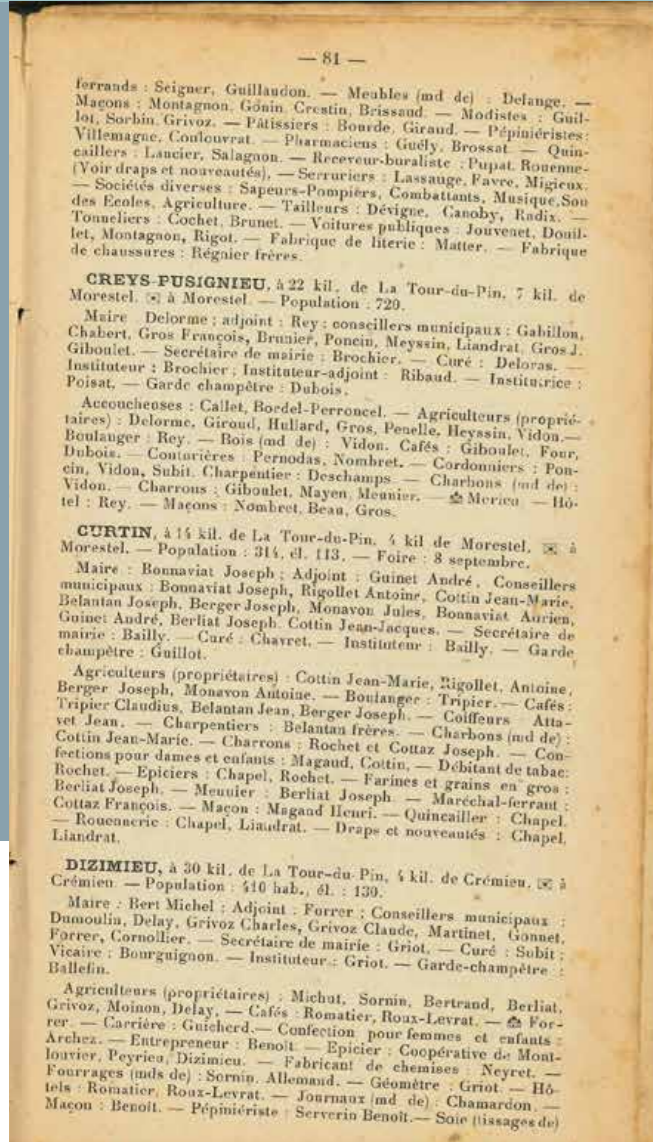 — 81 —
ferrands : Seigner, Guillaudon. — Meubles (md de) : Delange. —
Maçons : Montagnon, Gonin, Crestin, Brissaud. — Modistes : Guil-
lot, Sorbin, Grivoz. — Pâtissiers : Bourde, Giraud. — Pépiniéristes :
Villemagne, Coulouvrat. — Pharmaciens : Guély, Brossat. — Quin-
caillers : Lancier, Salagnon. — Receveur-buraliste : Pupat, Rouenne-
(Voir draps et nouveautés). — Serruriers : Lassauge, Favre, Migieux.
— Sociétés diverses : Sapeurs-Pompiers, Combattants, Musique, Sou
des Ecoles, Agriculture. — Tailleurs : Dévigne, Canoby, Radix. —
Tonneliers : Cochet, Brunet. — Voitures publiques : Jouvenet, Douil-
let, Montagnon, Rigot. — Fabrique de literie : Matter. — Fabrique
de chaussures : Régnier frères.
CREYS-PUSIGNIEU, à 22 kil. de La Tour-du-Pin, 7 kil. de
Morestel. ✉ à Morestel. — Population : 720.
Maire Delorme ; adjoint : Rey ; conseillers municipaux : Gabillon,
Chabert, Gros François, Brunier, Poncin, Meyssin, Liandrat, Gros J.
Giboulet. — Secrétaire de mairie : Brochier. — Curé : Deloras. —
Instituteur : Brochier ; Instituteur-adjoint : Ribaud. — Institutrice :
Poisat. — Garde champêtre : Dubois.
Accoucheuses : Callet, Bordel-Perroncel. — Agriculteurs (proprié-
taires) : Delorme, Giroud, Hullard, Gros, Penelle, Heyssin, Vidon. —
Boulanger : Rey. — Bois (md de) : Vidon. Cafés : Giboulet, Four,
Dubois. — Couturières : Pernodas, Nombret. — Cordonniers : Pon-
cin, Vidon, Subit. Charpentier : Deschamps. — Charbons (md de) :
Vidon. — Charrons : Giboulet, Mayen, Meunier. — Merieu — Hô-
tel : Rey. — Maçons : Nombret, Beau, Gros.
CURTIN, à 14 kil. de La Tour-du-Pin, 4 kil de Morestel, ✉ à
Morestel. — Population : 314, él. 113. — Foire : 8 septembre.
Maire : Bonnaviat Joseph ; Adjoint : Guinet André. Conseillers
municipaux : Bonnaviat Joseph, Rigollet Antoine, Cottin Jean-Marie,
Belantan Joseph, Berger Joseph, Monavon Jules, Bonnaviat Aurien,
Guinet André, Berliat Joseph, Cottin Jean-Jacques. — Secrétaire de
mairie : Bailly. — Curé : Chavret. — Instituteur : Bailly. — Garde
champêtre : Guillot.
Agriculteurs (propriétaires) : Cottin Jean-Marie, Rigollet, Antoine,
Berger Joseph, Monavon Antoine. — Boulanger : Tripier. — Cafés :
Tripier Claudius, Belantan Jean, Berger Joseph. — Coiffeurs Atta-
vet Jean. — Charpentiers : Belantan frères. — Charbons (md de) :
Cottin Jean-Marie. — Charrons : Rochet et Cottaz Joseph. — Con-
fections pour dames et enfants : Magaud, Cottin, — Débitant de tabac:
Rochet. — Epiciers : Chapel, Rochet. — Farines et grains en gros :
Berliat Joseph. — Meunier : Berliat Joseph. — Maréchal-ferrant :
Cottaz François. — Maçon : Magaud Henri. — Quincailler : Chapel.
— Rouennerie : Chapel, Liandrat. — Draps et nouveautés : Chapel,
Liandrat.
DIZIMIEU, à 30 kil. de La Tour-du-Pin, 4 kil. de Crémieu. ✉ à
Crémieu. — Population : 410 hab., él. : 130.
Maire : Bert Michel ; Adjoint : Forrer ; Conseillers municipaux :
Dumoulin, Delay, Grivoz Charles, Grivoz Claude, Martinet, Gonnet,
Forrer, Cornollier. — Secrétaire de mairie : Griot. — Curé : Subit ;
Vicaire : Bourguignon. — Instituteur : Griot. — Garde-champêtre :
Ballefin.
Agriculteurs (propriétaires) : Michut, Sornin, Bertrand, Berliat,
Grivoz, Moinon, Delay. — Cafés : Romatier, Roux-Levrat. — For-
rer. — Carrière : Guicherd. — Confection pour femmes et enfants :
Archez. — Entrepreneur : Benoit. — Epicier : Coopérative de Mont-
louvier, Peyrieu, Dizimieu. — Fabricant de chemises : Neyret. —
Fourrages (mds de) : Sornin, Allemand. — Géomètre : Griot. — Hô-
tels : Romatier, Roux-Levrat. — Journaux (md de) : Chamardon. —
Maçon : Benoît. — Pépiniériste : Serverin Benoît. — Soie (tissages de)